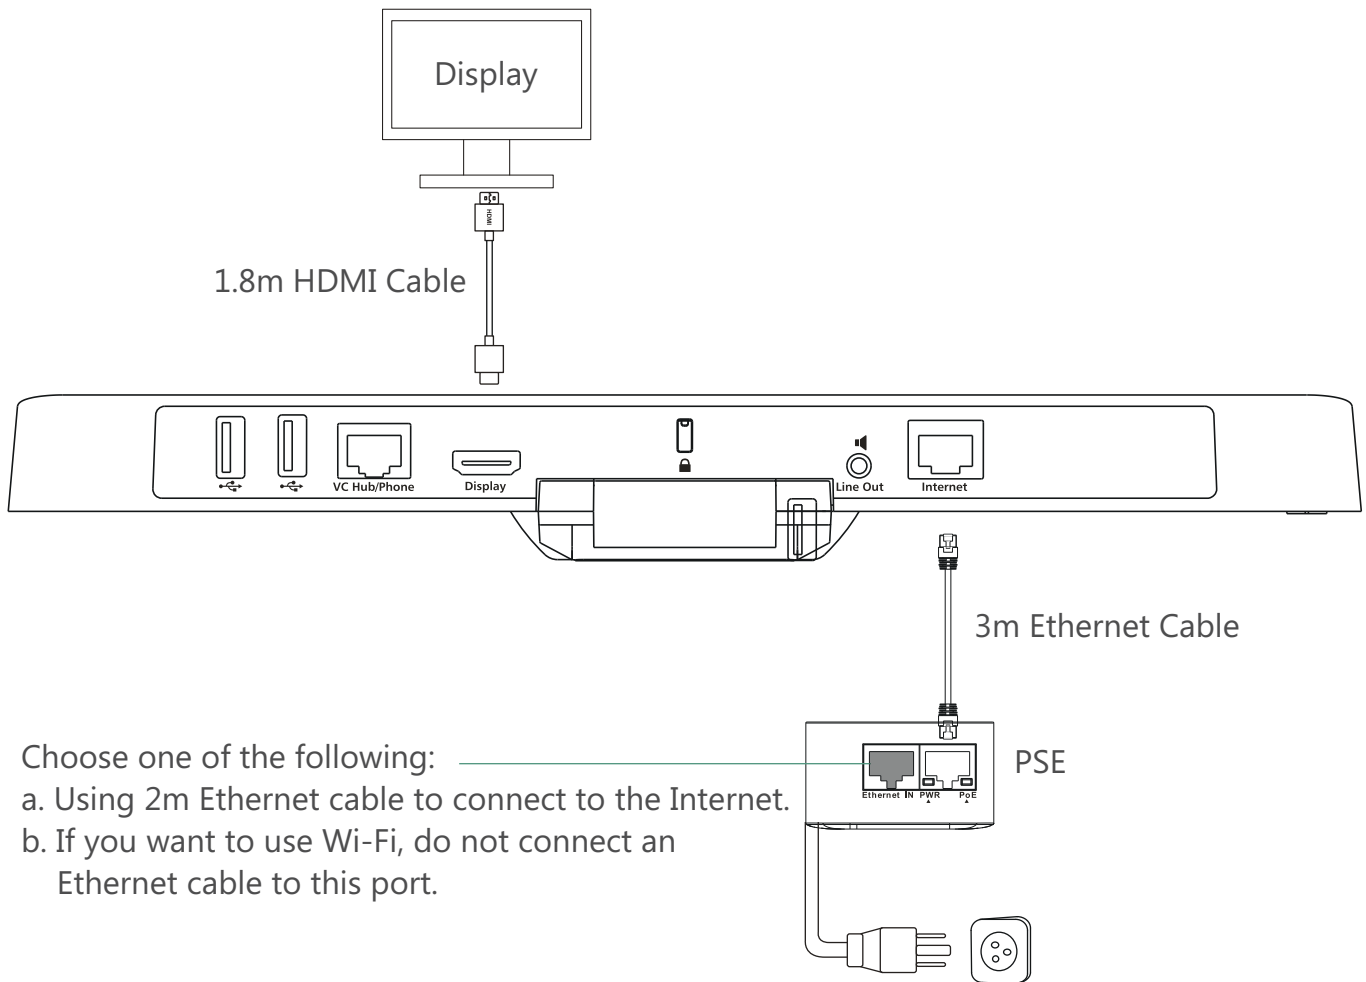 Display
HDMI
1.8m HDMI Cable
VC Hub/Phone
Display
Line Out
Internet
3m Ethernet Cable
Choose one of the following:
a. Using 2m Ethernet cable to connect to the Internet.
b. If you want to use Wi-Fi, do not connect an
Ethernet cable to this port.
PSE
Ethernet IN PWR PoE